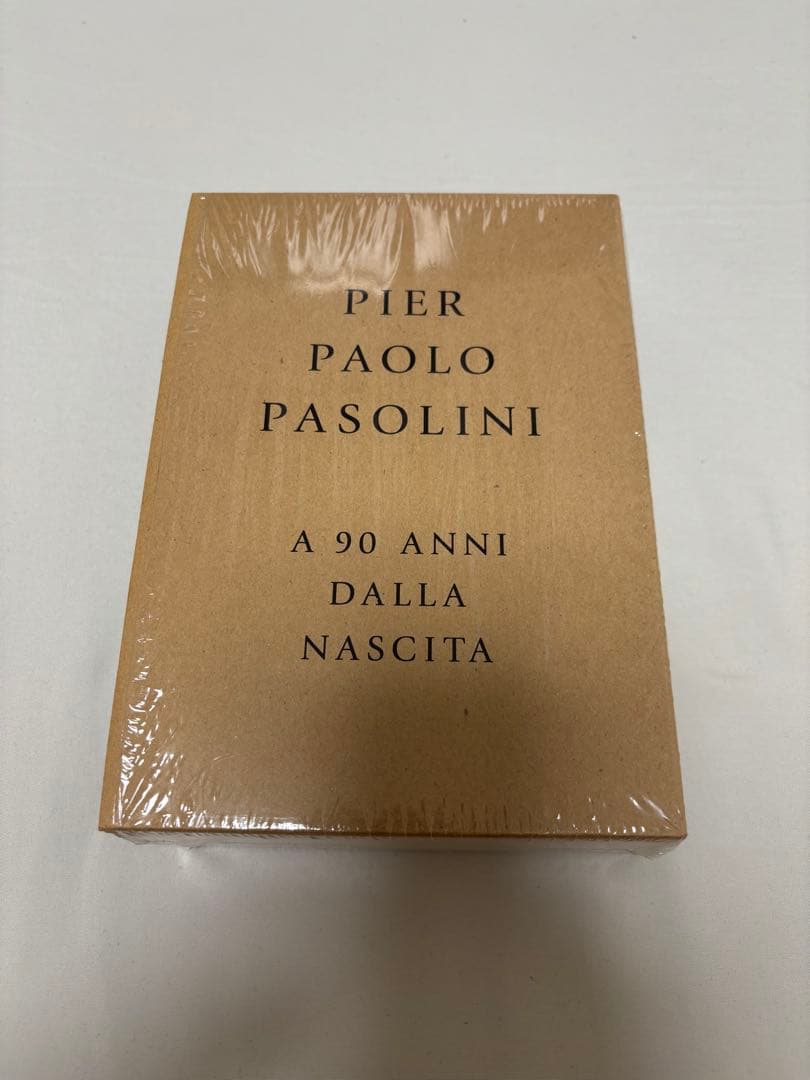 PIER
PAOLO
PASOLINI
A 90 ANNI
DALLA
NASCITA